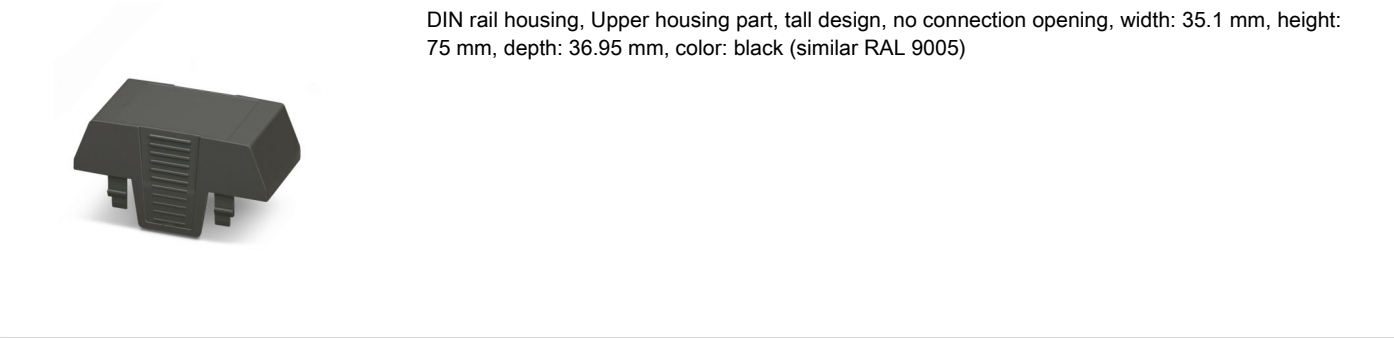 DIN rail housing, Upper housing part, tall design, no connection opening, width: 35.1 mm, height:
75 mm, depth: 36.95 mm, color: black (similar RAL 9005)